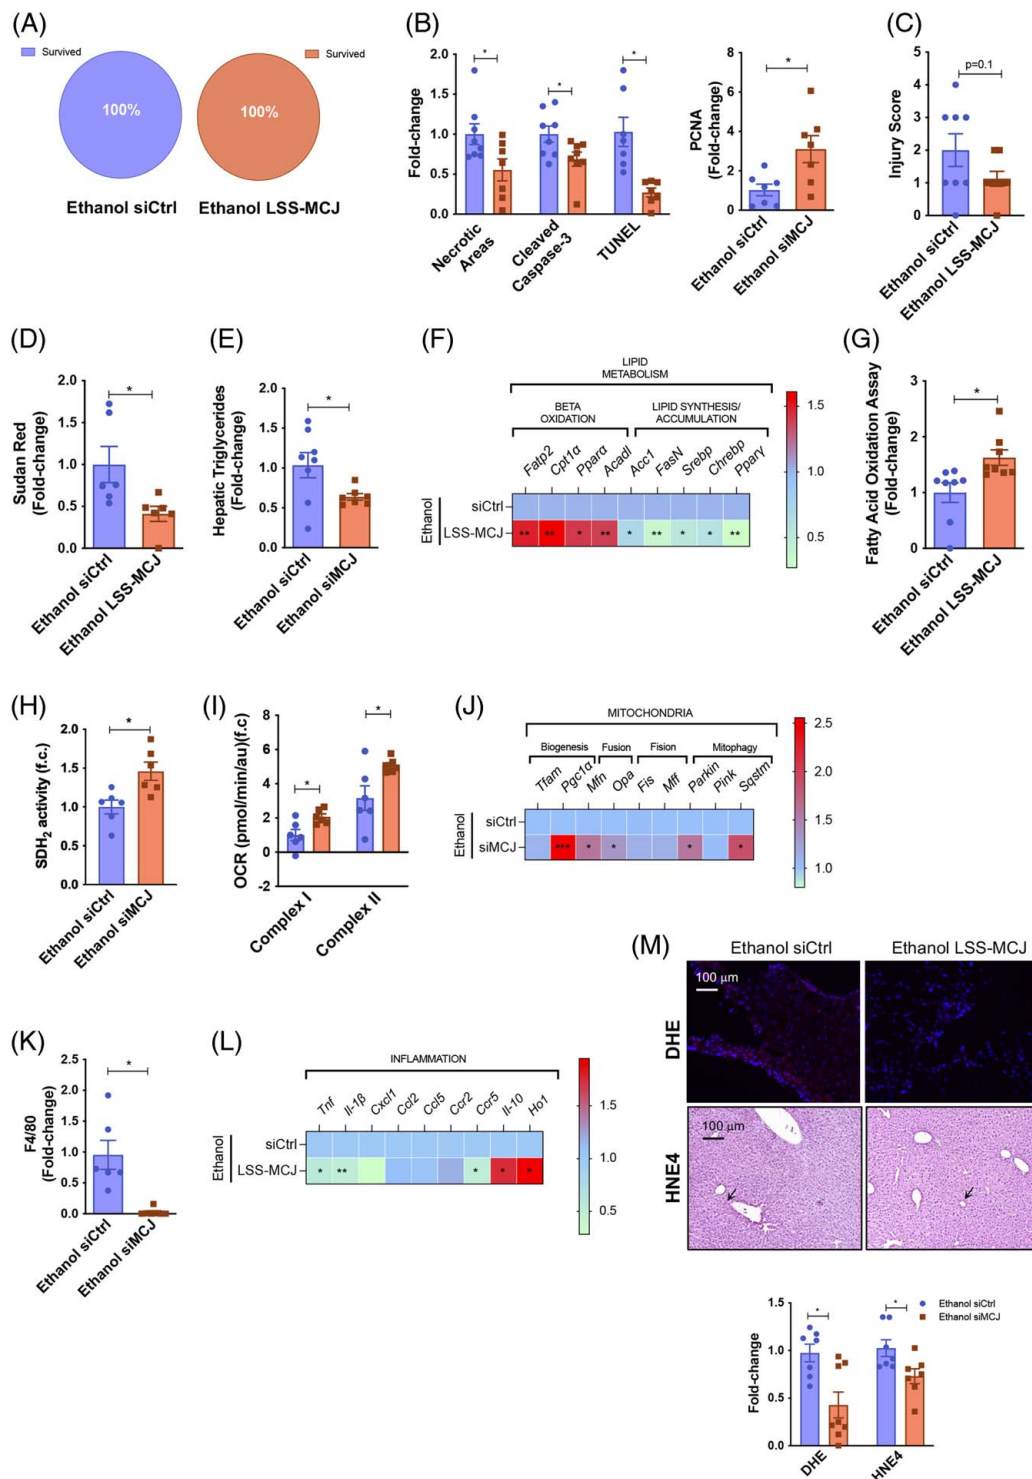 (A)
Survived
Survived
100%
100%
Ethanol siCtrl
Ethanol LSS-MCJ
(B)
Fold-change
2.0
1.5
1.0
0.5
0.0
*
*
*
Necrotic
Areas
Cleaved
Caspase-3
TUNEL
PCNA
(Fold-change)
8
6
4
2
0
*
Ethanol siCtrl
Ethanol siMCJ
(C)
Injury Score
5
4
3
2
1
0
p=0.1
Ethanol siCtrl
Ethanol LSS-MCJ
(D)
Sudan Red
(Fold-change)
2.0
1.5
1.0
0.5
0.0
*
Ethanol siCtrl
Ethanol LSS-MCJ
(E)
Hepatic Triglycerides
(Fold-change)
2.0
1.5
1.0
0.5
0.0
*
Ethanol siCtrl
Ethanol siMCJ
(F)
LIPID
METABOLISM
BETA
OXIDATION
LIPID SYNTHESIS/
ACCUMULATION
Fatp2
Cpt1α
Pparα
Acadl
Acc1
FasN
Srebp
Chrebp
Pparγ
Ethanol
siCtrl
LSS-MCJ
** ** * ** * ** * * **
1.5
1.0
0.5
(G)
Fatty Acid Oxidation Assay
(Fold-change)
3
2
1
0
*
Ethanol siCtrl
Ethanol LSS-MCJ
(H)
SDH2 activity (f.c.)
2.0
1.5
1.0
0.5
0.0
*
Ethanol siCtrl
Ethanol siMCJ
(I)
OCR (pmol/min/au)(f.c)
8
6
4
2
0
-2
*
*
Complex I
Complex II
(J)
MITOCHONDRIA
Biogenesis
Fusion
Fision
Mitophagy
Tfam
Pgc1α
Mfn
Opa
Fis
Mff
Parkin
Pink
Sqstm
Ethanol
siCtrl
siMCJ
*** * * * *
2.5
2.0
1.5
1.0
(K)
F4/80
(Fold-change)
2.5
2.0
1.5
1.0
0.5
0.0
*
Ethanol siCtrl
Ethanol siMCJ
(L)
INFLAMMATION
Tnf
Il-1β
Cxcl1
Ccl2
Ccl5
Ccr2
Ccr5
Il-10
Ho1
Ethanol
siCtrl
LSS-MCJ
* ** * * *
1.5
1.0
0.5
(M)
Ethanol siCtrl
Ethanol LSS-MCJ
DHE
100 μm
HNE4
100 μm
Fold-change
1.5
1.0
0.5
0.0
*
*
Ethanol siCtrl
Ethanol siMCJ
DHE
HNE4